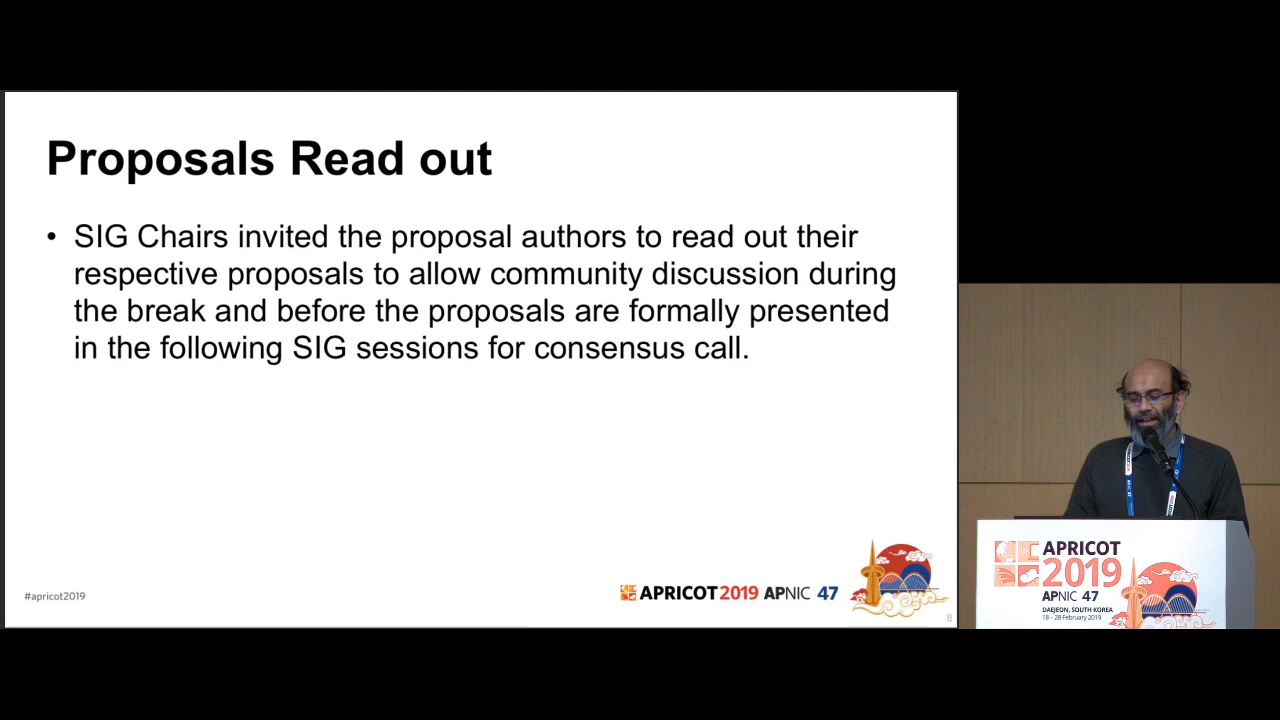 Proposals Read out
• SIG Chairs invited the proposal authors to read out their
respective proposals to allow community discussion during
the break and before the proposals are formally presented
in the following SIG sessions for consensus call.
#apricot2019
APRICOT 2019 APNIC 47
8
APRICOT
2019
APNIC 47
DAEJEON, SOUTH KOREA
18 – 28 February 2019